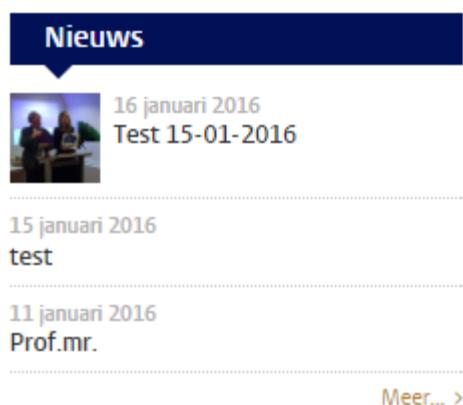 Nieuws
16 januari 2016
Test 15-01-2016
15 januari 2016
test
11 januari 2016
Prof.mr.
Meer... >